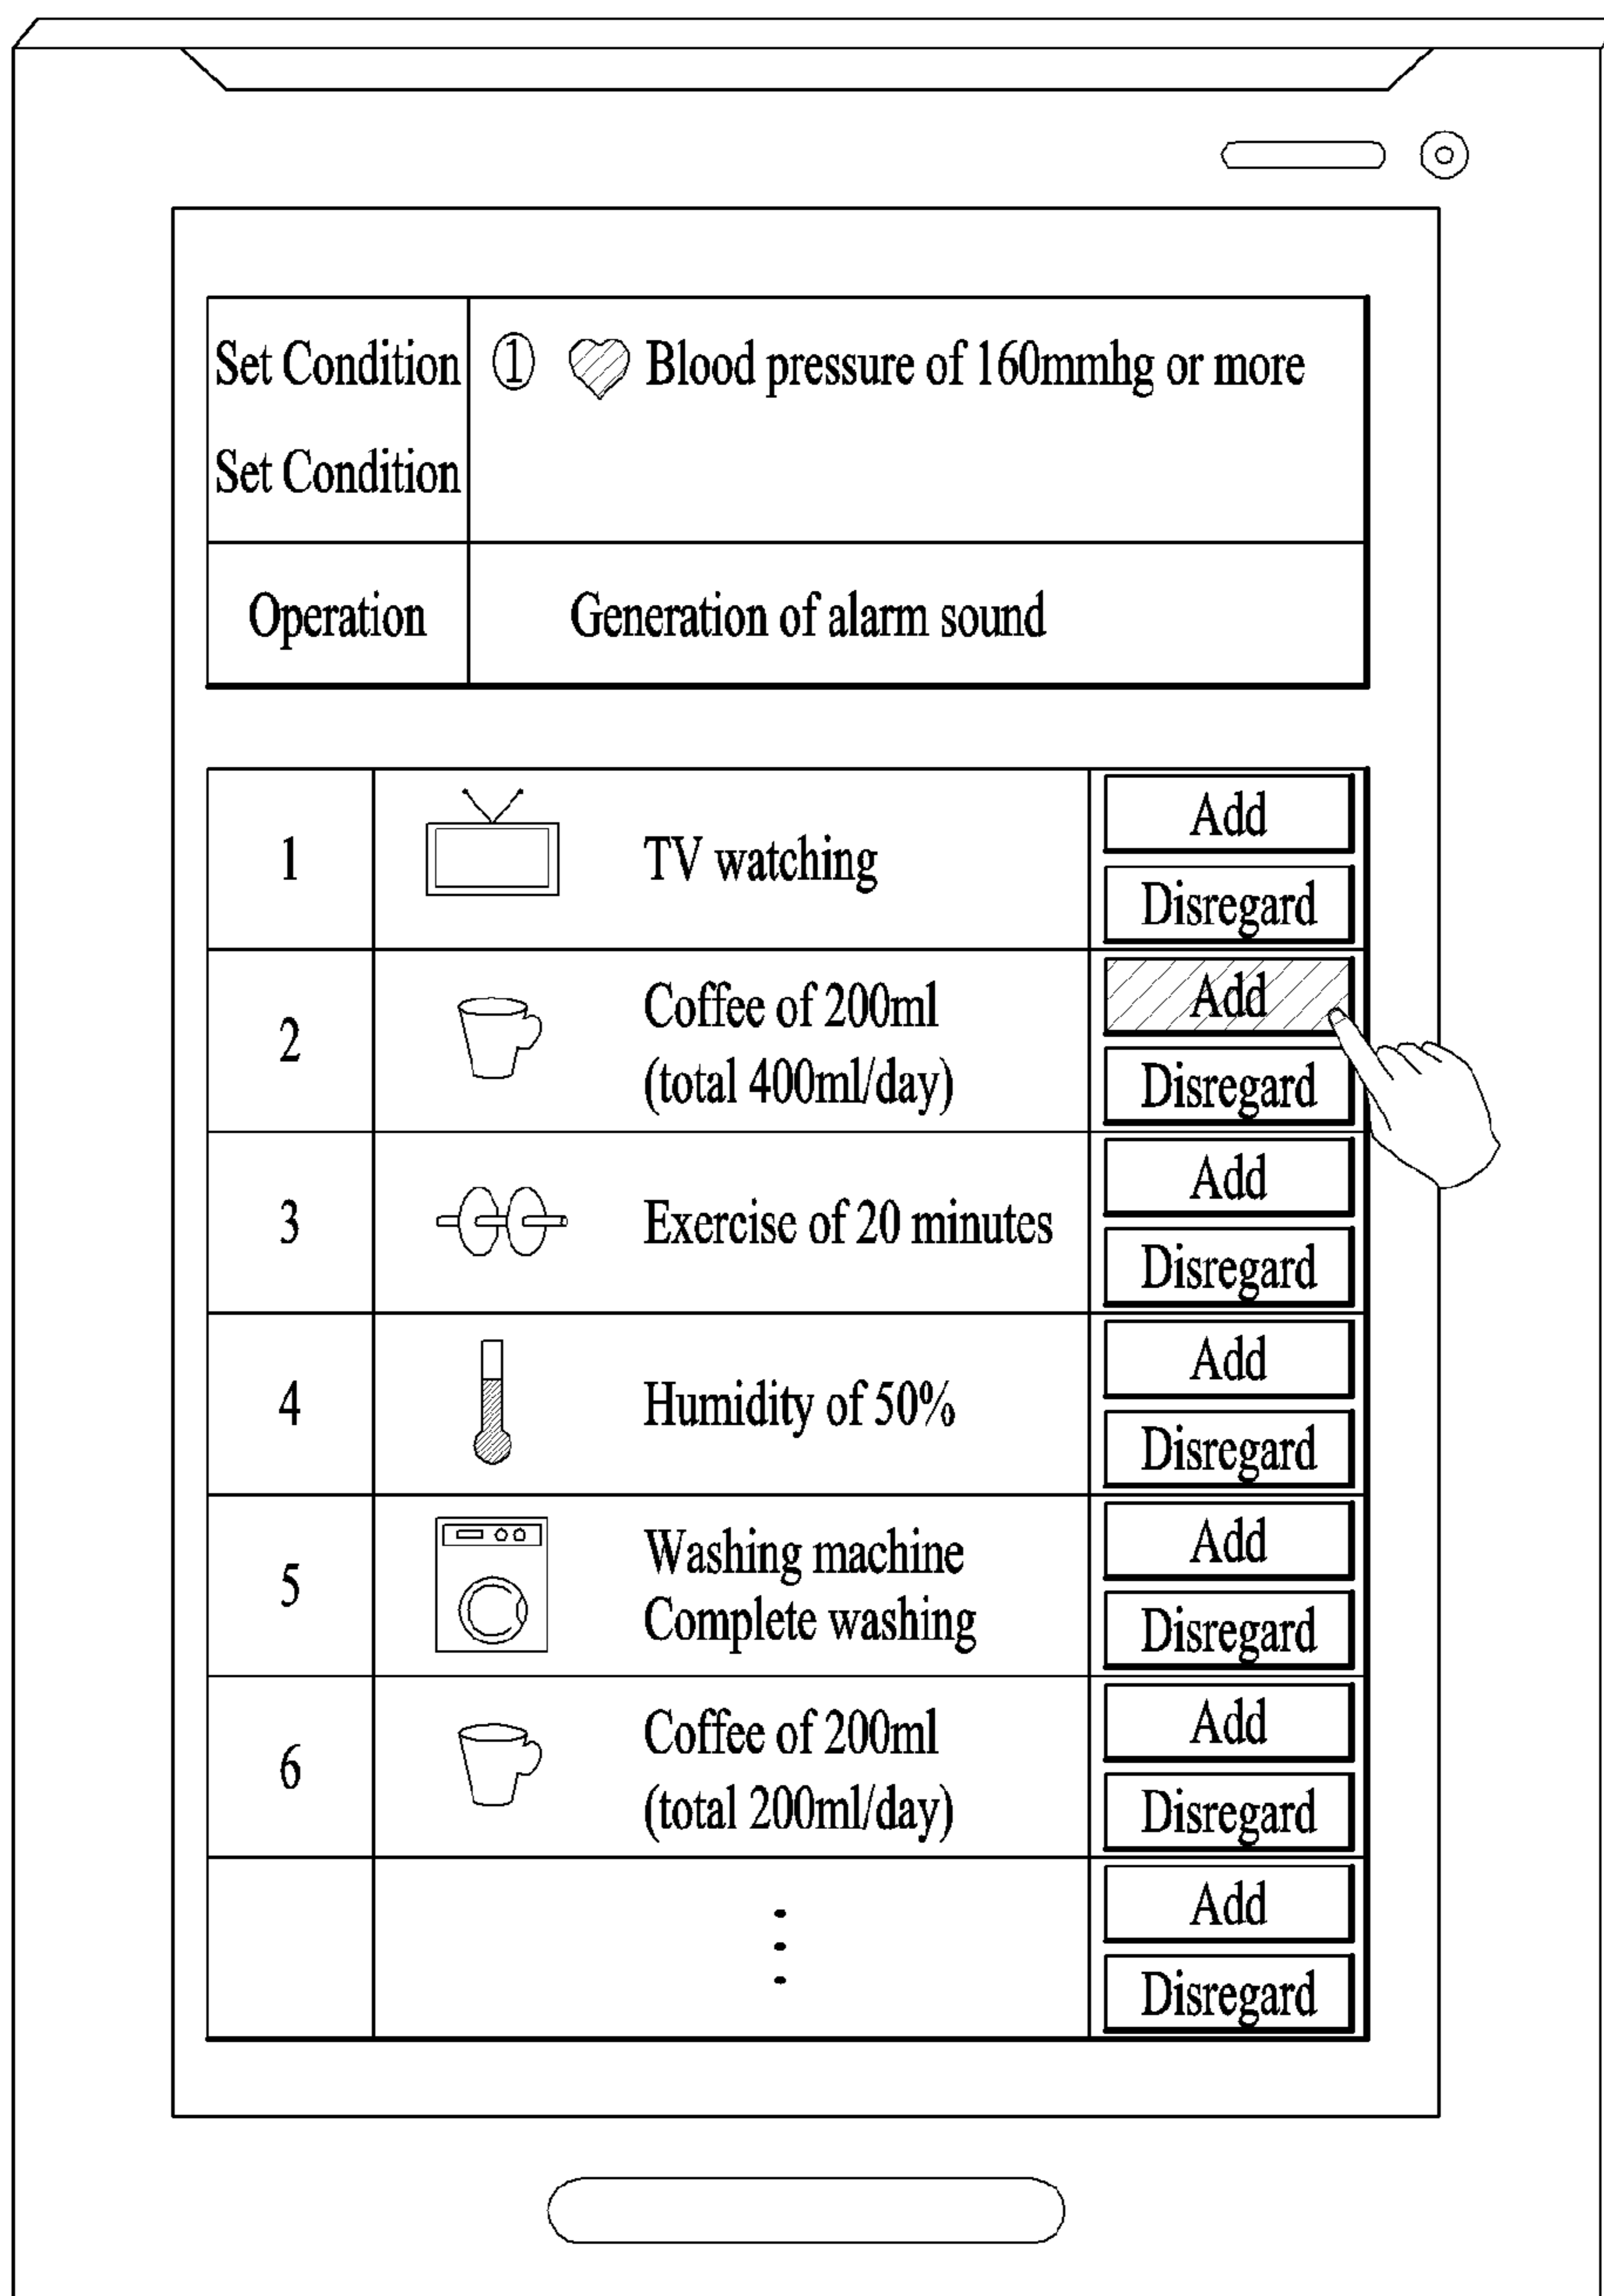 Set Condition ① Blood pressure of 160mmhg or more
Set Condition
Operation Generation of alarm sound
1 TV watching Add
Disregard
2 Coffee of 200ml Add
(total 400ml/day) Disregard
3 Exercise of 20 minutes Add
Disregard
4 Humidity of 50% Add
Disregard
5 Washing machine Add
Complete washing Disregard
6 Coffee of 200ml Add
(total 200ml/day) Disregard
Add
Disregard